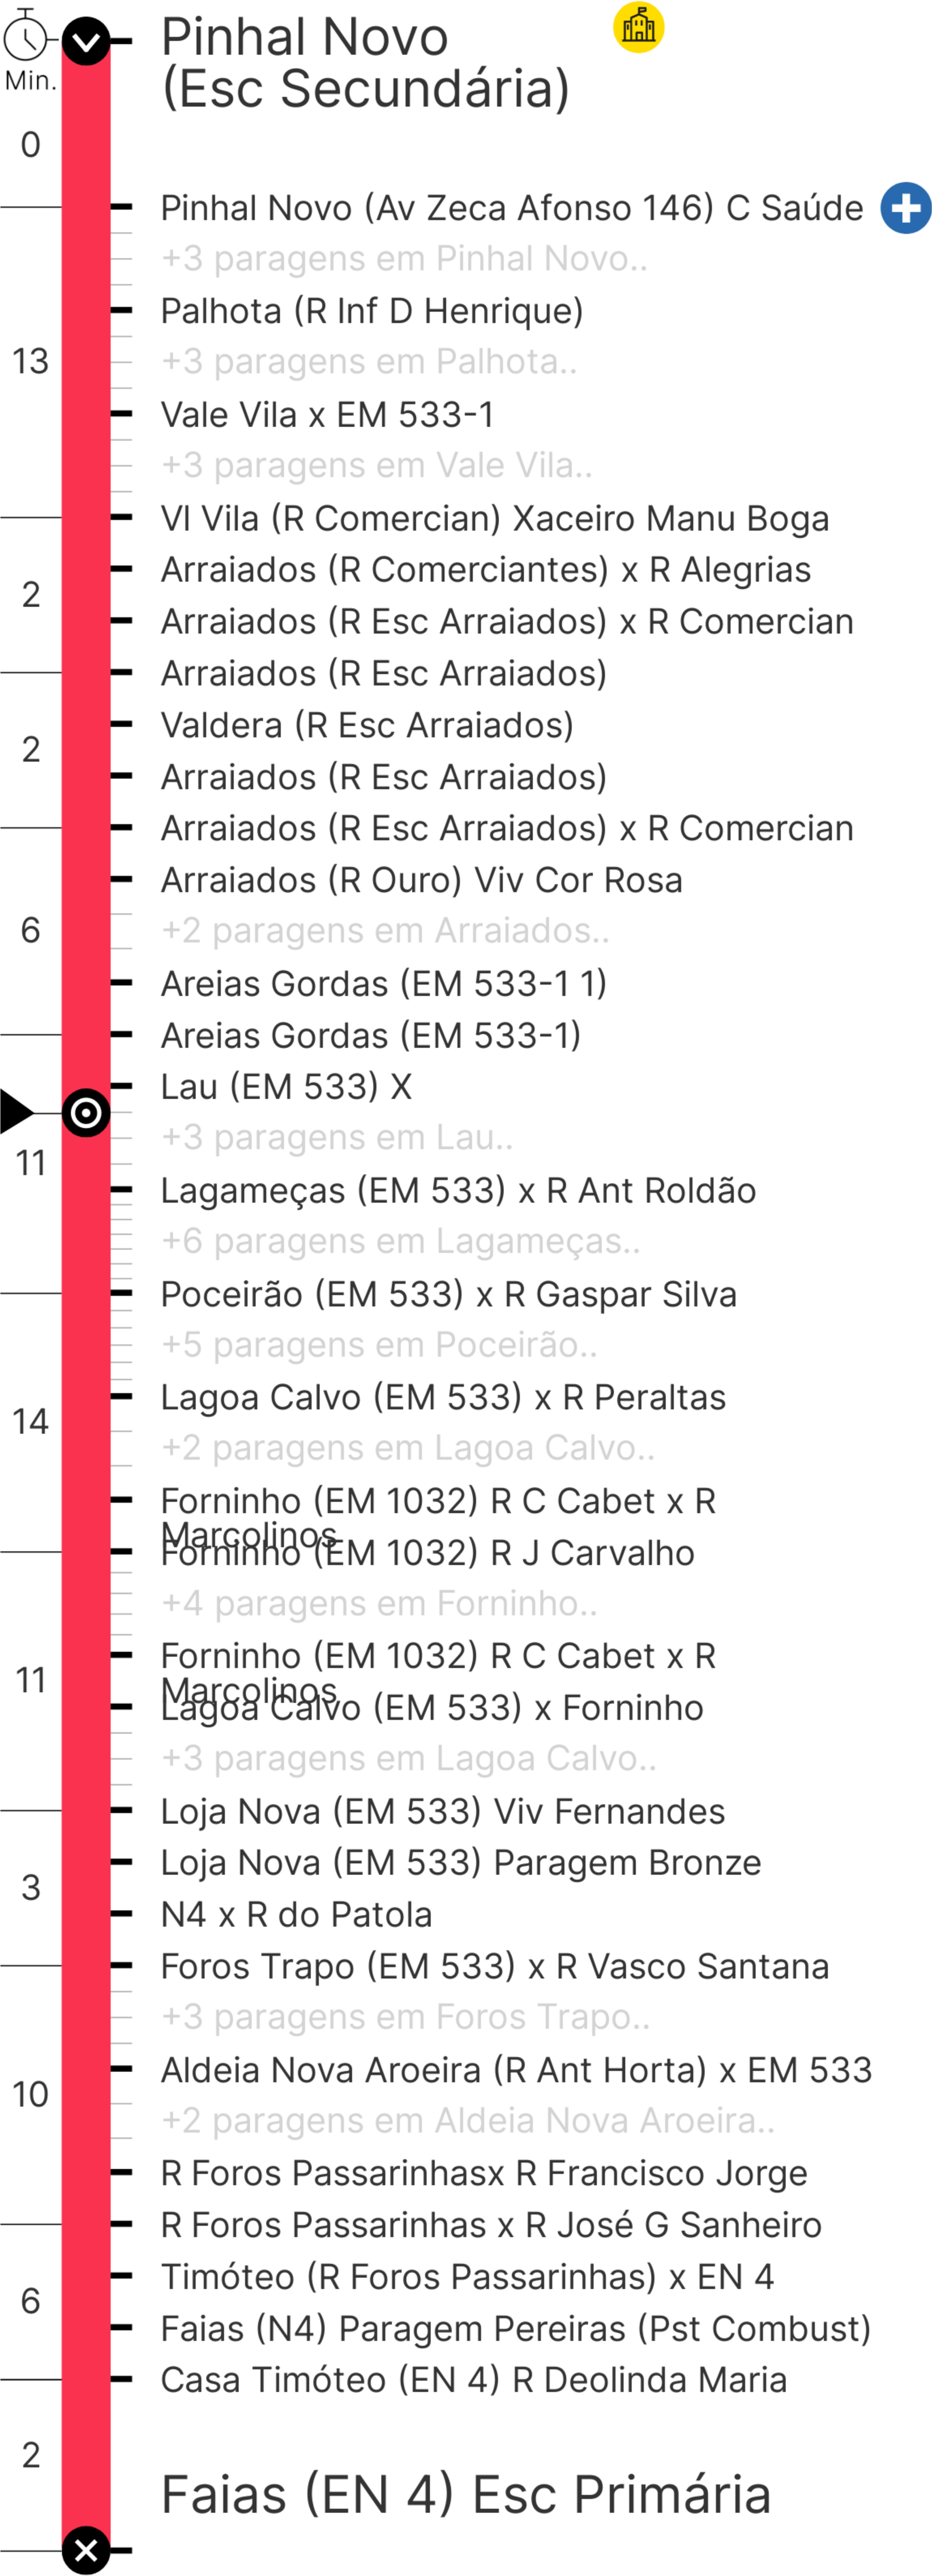 Pinhal Novo
(Esc Secundária)
Min.
0
Pinhal Novo (Av Zeca Afonso 146) C Saúde
+3 paragens em Pinhal Novo..
Palhota (R Inf D Henrique)
13
+3 paragens em Palhota..
Vale Vila x EM 533-1
+3 paragens em Vale Vila..
Vl Vila (R Comercian) Xaceiro Manu Boga
Arraiados (R Comerciantes) x R Alegrias
2
Arraiados (R Esc Arraiados) x R Comercian
Arraiados (R Esc Arraiados)
Valdera (R Esc Arraiados)
2
Arraiados (R Esc Arraiados)
Arraiados (R Esc Arraiados) x R Comercian
Arraiados (R Ouro) Viv Cor Rosa
6
+2 paragens em Arraiados..
Areias Gordas (EM 533-1 1)
Areias Gordas (EM 533-1)
Lau (EM 533) X
+3 paragens em Lau..
11
Lagameças (EM 533) x R Ant Roldão
+6 paragens em Lagameças..
Poceirão (EM 533) x R Gaspar Silva
+5 paragens em Poceirão..
Lagoa Calvo (EM 533) x R Peraltas
14
+2 paragens em Lagoa Calvo..
Forninho (EM 1032) R C Cabet x R
Marcolinos
Forninho (EM 1032) R J Carvalho
+4 paragens em Forninho..
Forninho (EM 1032) R C Cabet x R
11
Marcolinos
Lagoa Calvo (EM 533) x Forninho
+3 paragens em Lagoa Calvo..
Loja Nova (EM 533) Viv Fernandes
Loja Nova (EM 533) Paragem Bronze
3
N4 x R do Patola
Foros Trapo (EM 533) x R Vasco Santana
+3 paragens em Foros Trapo..
Aldeia Nova Aroeira (R Ant Horta) x EM 533
10
+2 paragens em Aldeia Nova Aroeira..
R Foros Passarinhasx R Francisco Jorge
R Foros Passarinhas x R José G Sanheiro
Timóteo (R Foros Passarinhas) x EN 4
6
Faias (N4) Paragem Pereiras (Pst Combust)
Casa Timóteo (EN 4) R Deolinda Maria
2
Faias (EN 4) Esc Primária